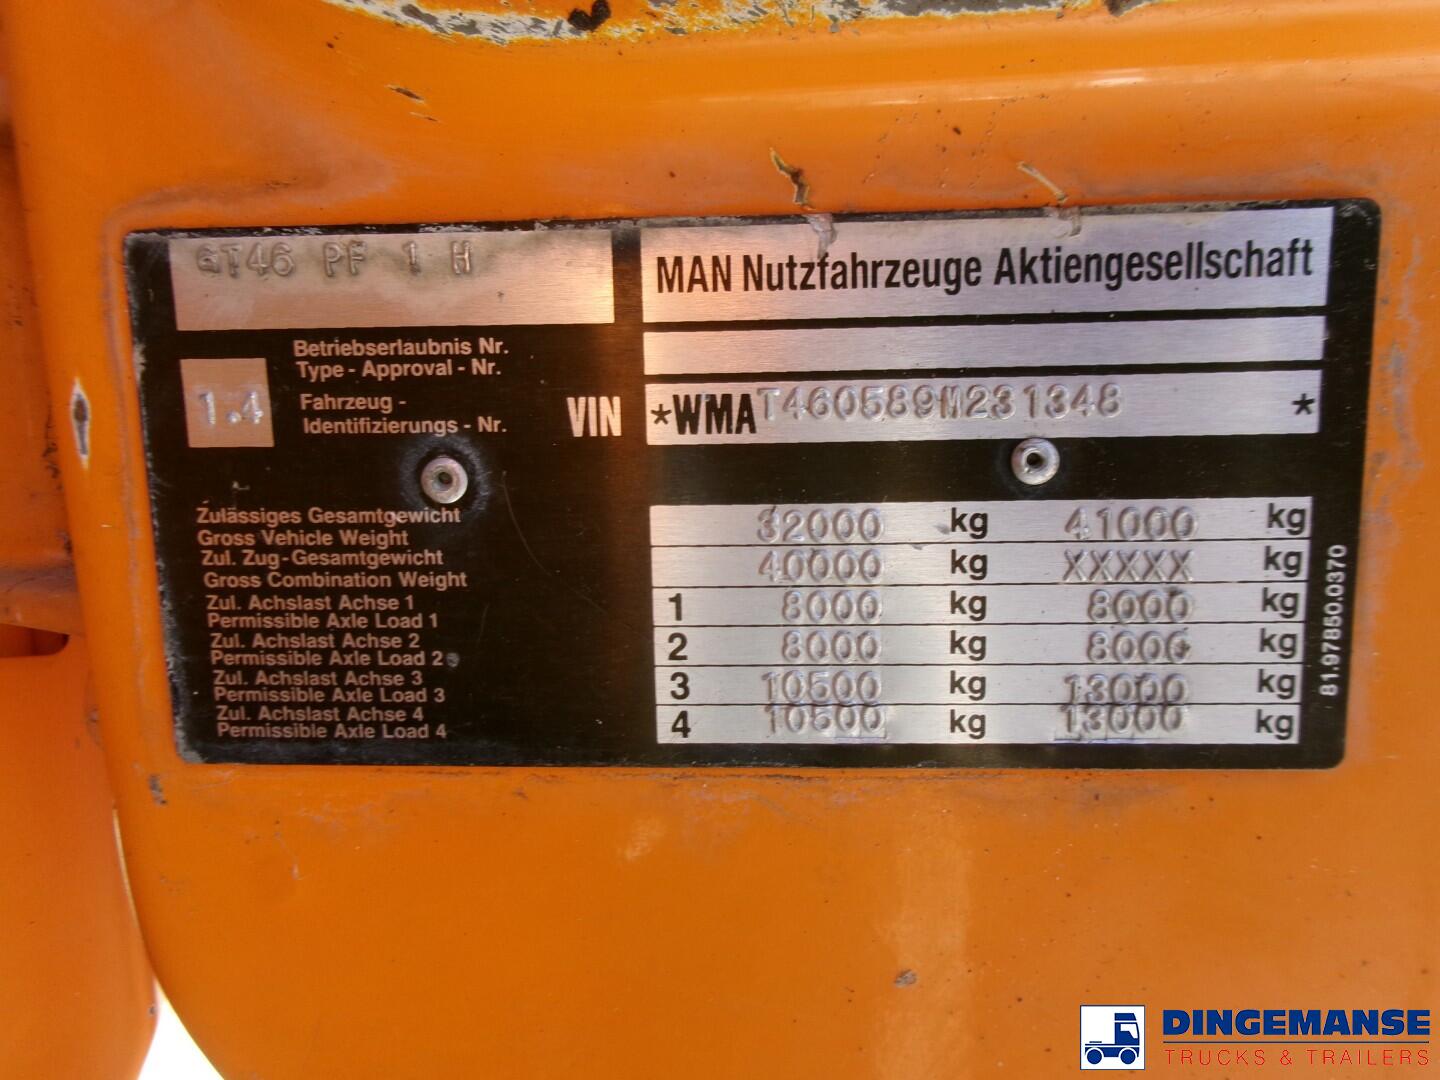 GT46 PF 1 H
MAN Nutzfahrzeuge Aktiengesellschaft
Betriebserlaubnis Nr.
Type - Approval - Nr.
1.4
Fahrzeug -
Identifizierungs - Nr.
VIN *WMAT460589M231348 *
Zulässiges Gesamtgewicht
Gross Vehicle Weight
32000 kg 41000 kg
Zul. Zug-Gesamtgewicht
Gross Combination Weight
40000 kg XXXXX kg
Zul. Achslast Achse 1
Permissible Axle Load 1
1 8000 kg 8000 kg
Zul. Achslast Achse 2
Permissible Axle Load 2
2 8000 kg 8000 kg
Zul. Achslast Achse 3
Permissible Axle Load 3
3 10500 kg 13000 kg
Zul. Achslast Achse 4
Permissible Axle Load 4
4 10500 kg 13000 kg
81.97850.0370
DINGEMANSE
TRUCKS & TRAILERS